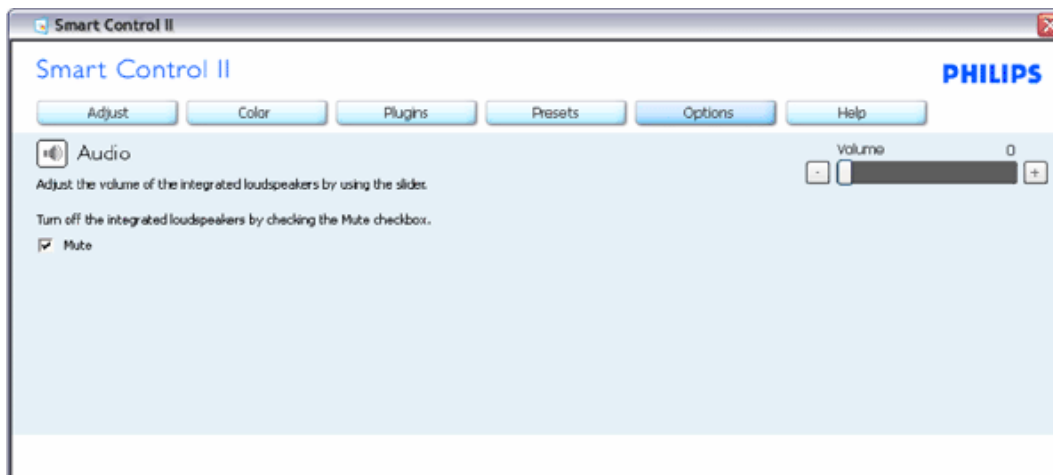 Smart Control II
Smart Control II
PHILIPS
Adjust Color Plugins Presets Options Help
Audio
Volume 0
- +
Adjust the volume of the integrated loudspeakers by using the slider.
Turn off the integrated loudspeakers by checking the Mute checkbox.
Mute